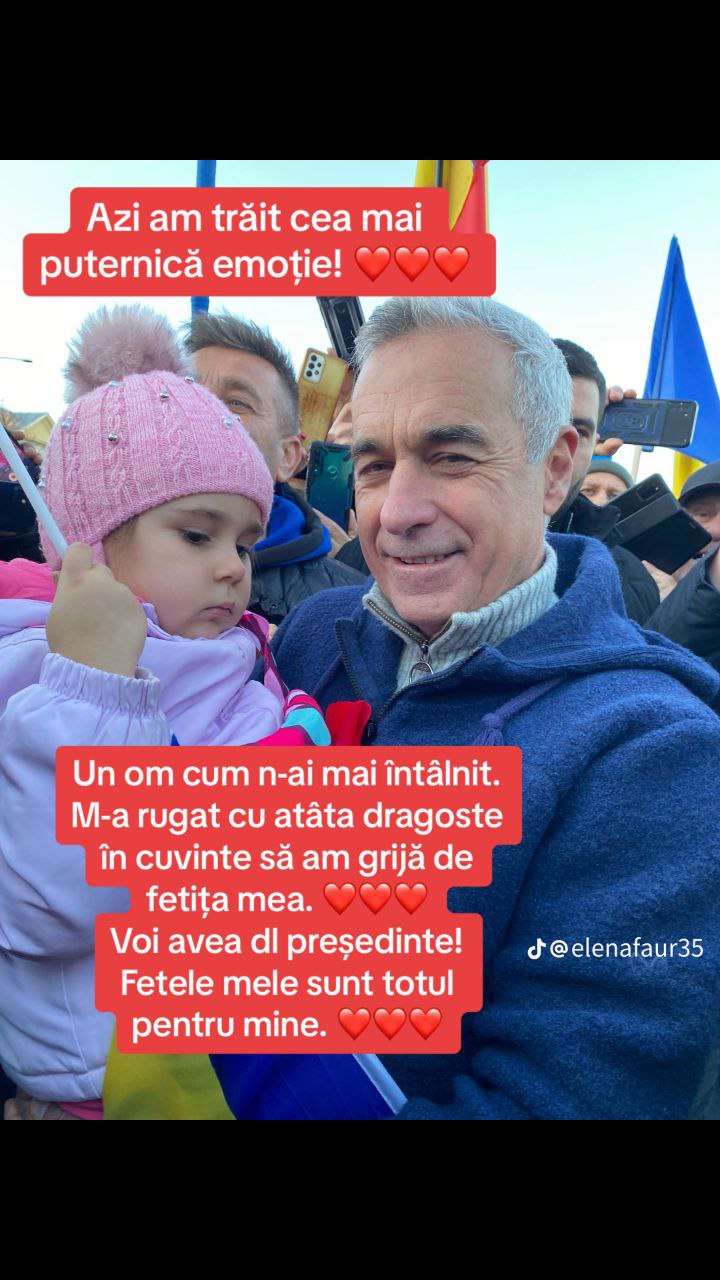 Azi am trăit cea mai
puternică emoție! ❤️❤️❤️
Un om cum n-ai mai întâlnit.
M-a rugat cu atâta dragoste
în cuvinte să am grijă de
fetița mea. ❤️❤️❤️
Voi avea dl președinte!
Fetele mele sunt totul
pentru mine. ❤️❤️❤️
@elenafaur35